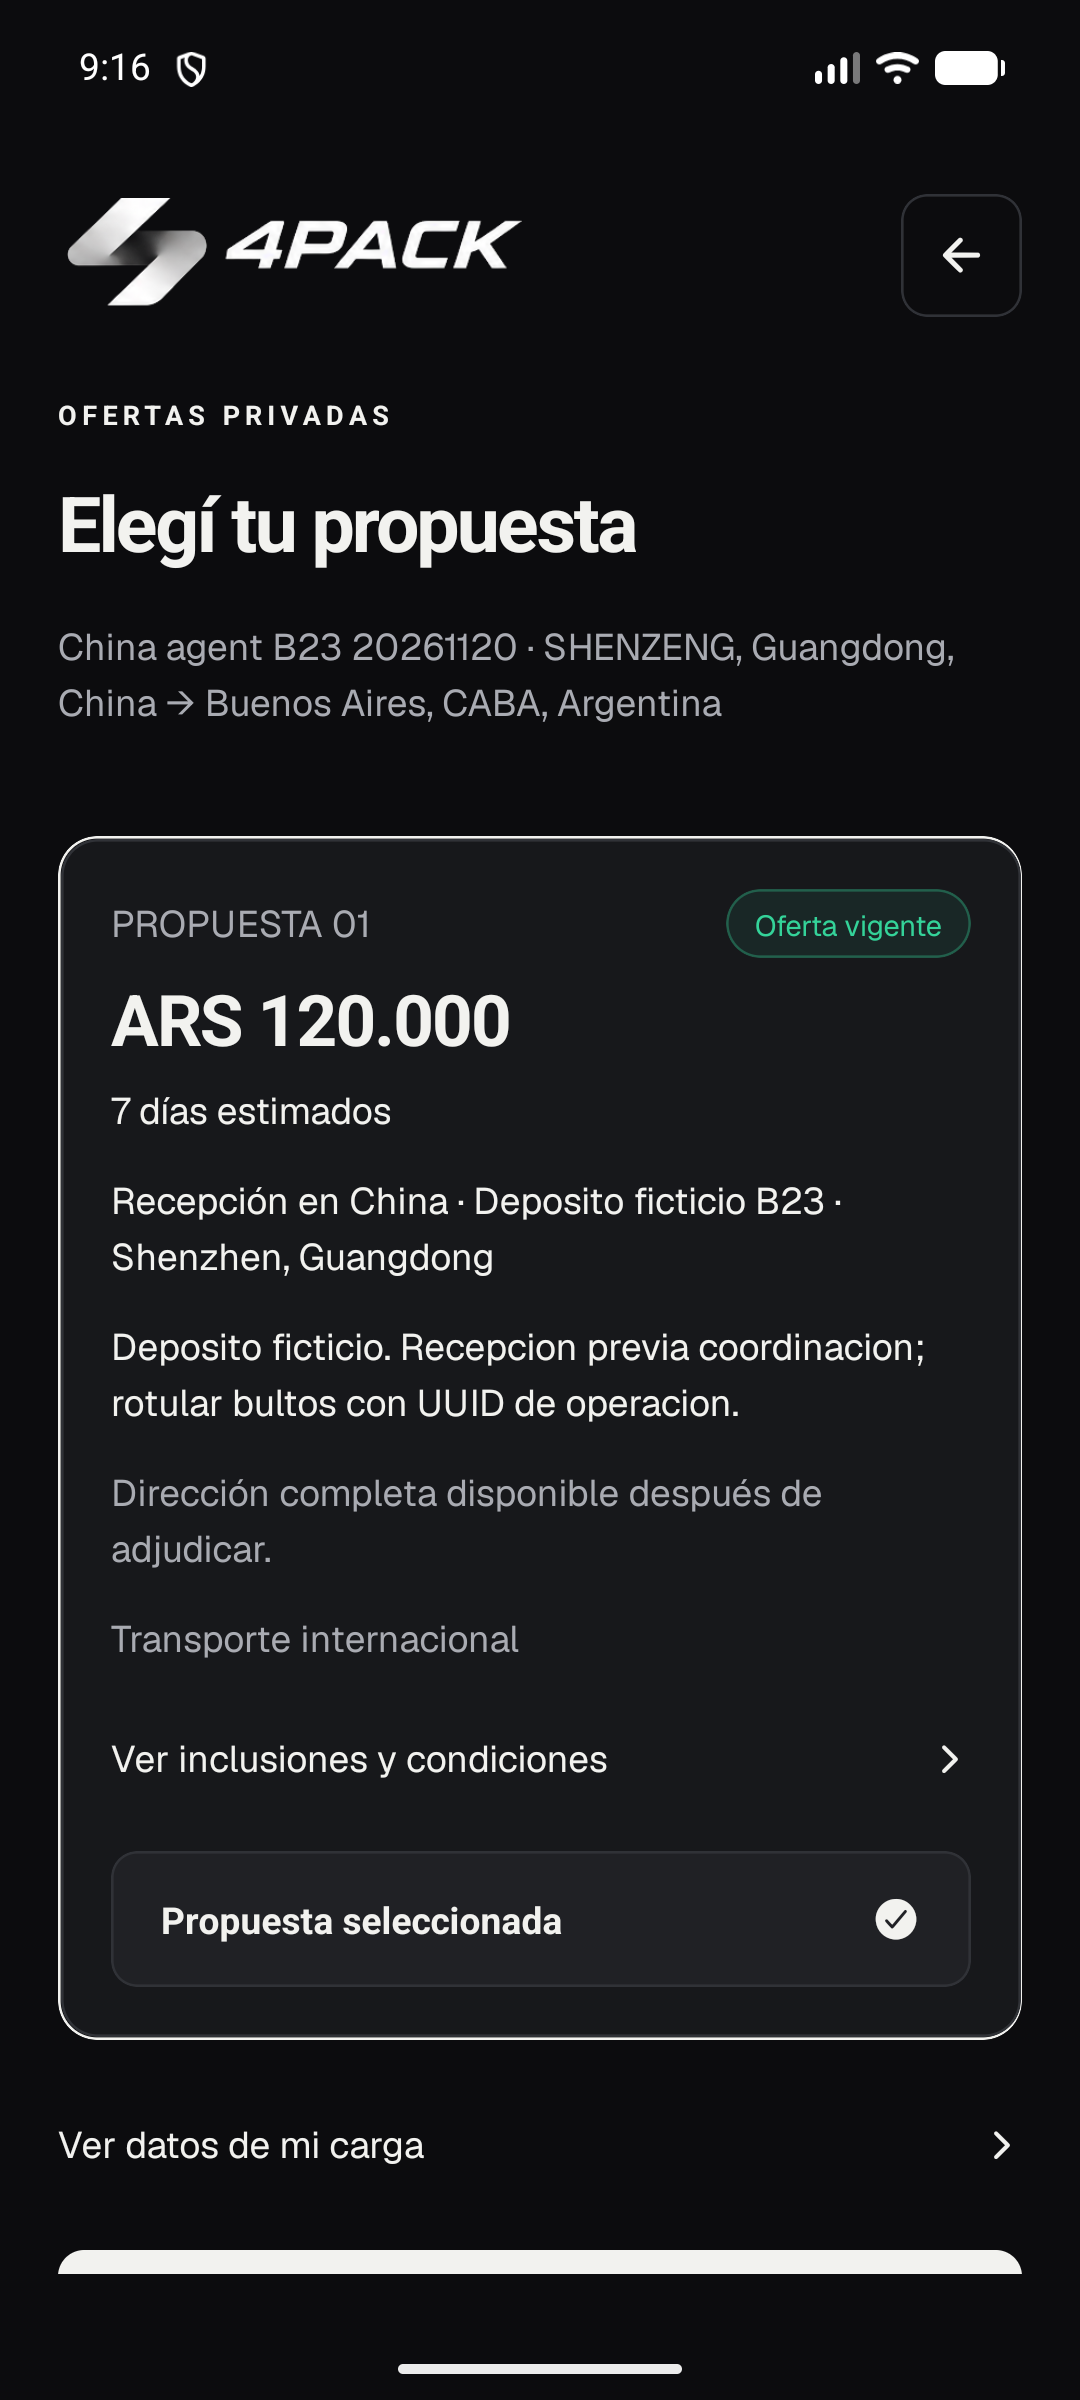 9:16
4PACK
OFERTAS PRIVADAS
Elegí tu propuesta
China agent B23 20261120 · SHENZENG, Guangdong,
China → Buenos Aires, CABA, Argentina
PROPUESTA 01
Oferta vigente
ARS 120.000
7 días estimados
Recepción en China · Deposito ficticio B23 ·
Shenzhen, Guangdong
Deposito ficticio. Recepcion previa coordinacion;
rotular bultos con UUID de operacion.
Dirección completa disponible después de
adjudicar.
Transporte internacional
Ver inclusiones y condiciones
Propuesta seleccionada
Ver datos de mi carga